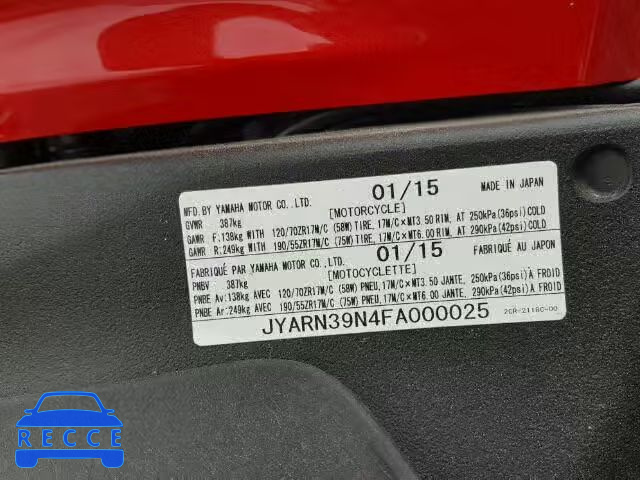 MFD. BY YAMAHA MOTOR CO., LTD. 01/15 MADE IN JAPAN
GVWR 387kg [MOTORCYCLE]
GAWR F.138kg WITH 120/70ZR17M/C (58W) TIRE, 17M/C×MT3.50 RIM, AT 250kPa(36psi)COLD
GAWR R:249kg WITH 190/55ZR17M/C (75W) TIRE, 17M/C×MT6.00 RIM, AT 290kPa(42psi)COLD
FABRIQUÉ PAR YAMAHA MOTOR CO., LTD. 01/15 FABRIQUÉ AU JAPON
PNBV 387kg [MOTOCYCLETTE]
PNBE Av:138kg AVEC 120/70ZR17M/C (58W) PNEU, 17M/C×MT3.50 JANTE, 250kPa(36psi)À FROID
PNBE Ar:249kg AVEC 190/55ZR17M/C (75W) PNEU, 17M/C×MT6.00 JANTE, 290kPa(42psi)À FROID
JYARN39N4FA000025 2CR-2118C-00
RECCE